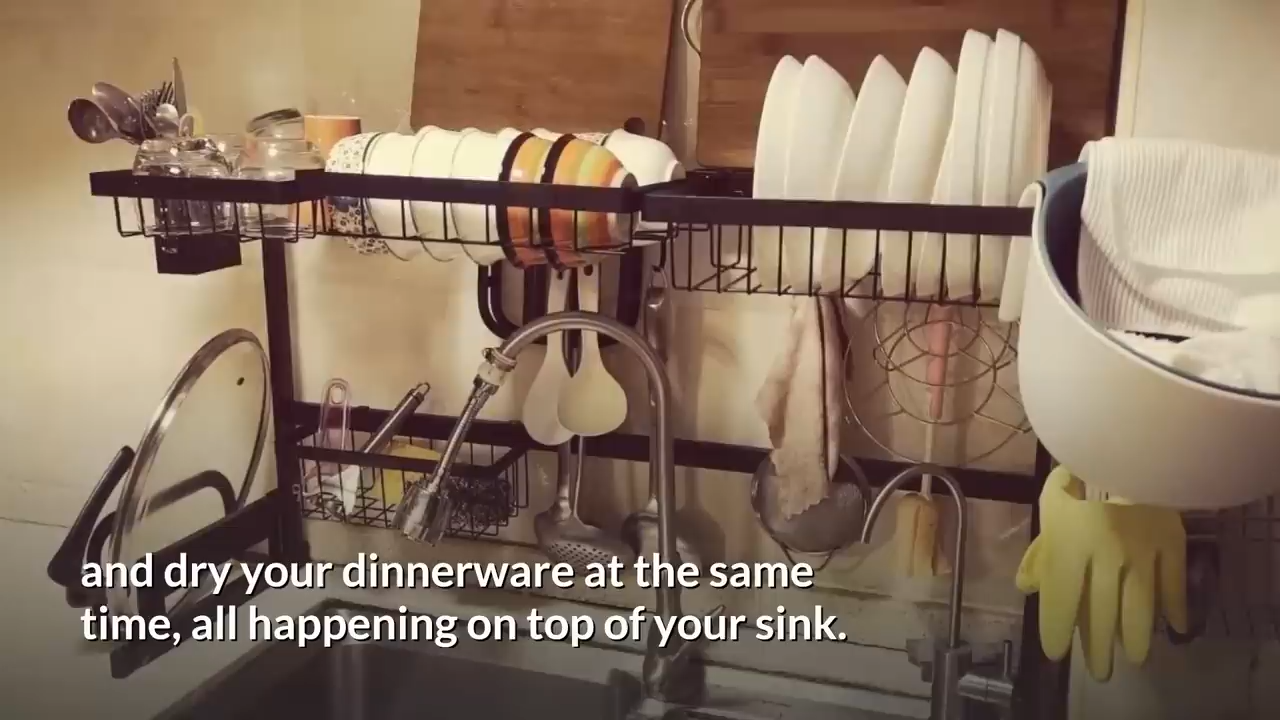 and dry your dinnerware at the same
time, all happening on top of your sink.